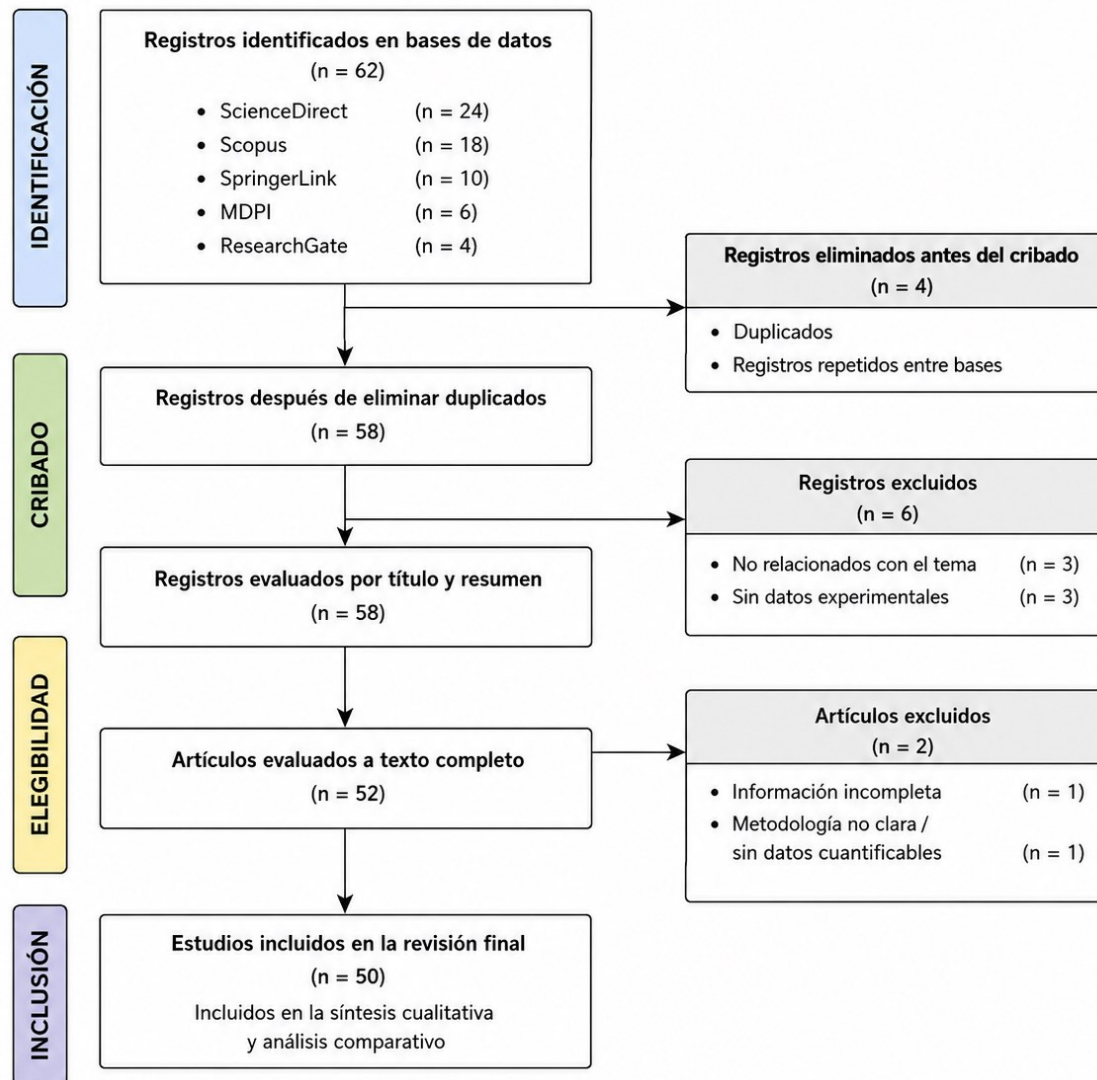 IDENTIFICACIÓN
Registros identificados en bases de datos
(n = 62)
• ScienceDirect (n = 24)
• Scopus (n = 18)
• SpringerLink (n = 10)
• MDPI (n = 6)
• ResearchGate (n = 4)
Registros eliminados antes del cribado
(n = 4)
• Duplicados
• Registros repetidos entre bases
CRIBADO
Registros después de eliminar duplicados
(n = 58)
Registros excluidos
(n = 6)
• No relacionados con el tema (n = 3)
• Sin datos experimentales (n = 3)
Registros evaluados por título y resumen
(n = 58)
ELEGIBILIDAD
Artículos evaluados a texto completo
(n = 52)
Artículos excluidos
(n = 2)
• Información incompleta (n = 1)
• Metodología no clara /
sin datos cuantificables (n = 1)
INCLUSIÓN
Estudios incluidos en la revisión final
(n = 50)
Incluidos en la síntesis cualitativa
y análisis comparativo